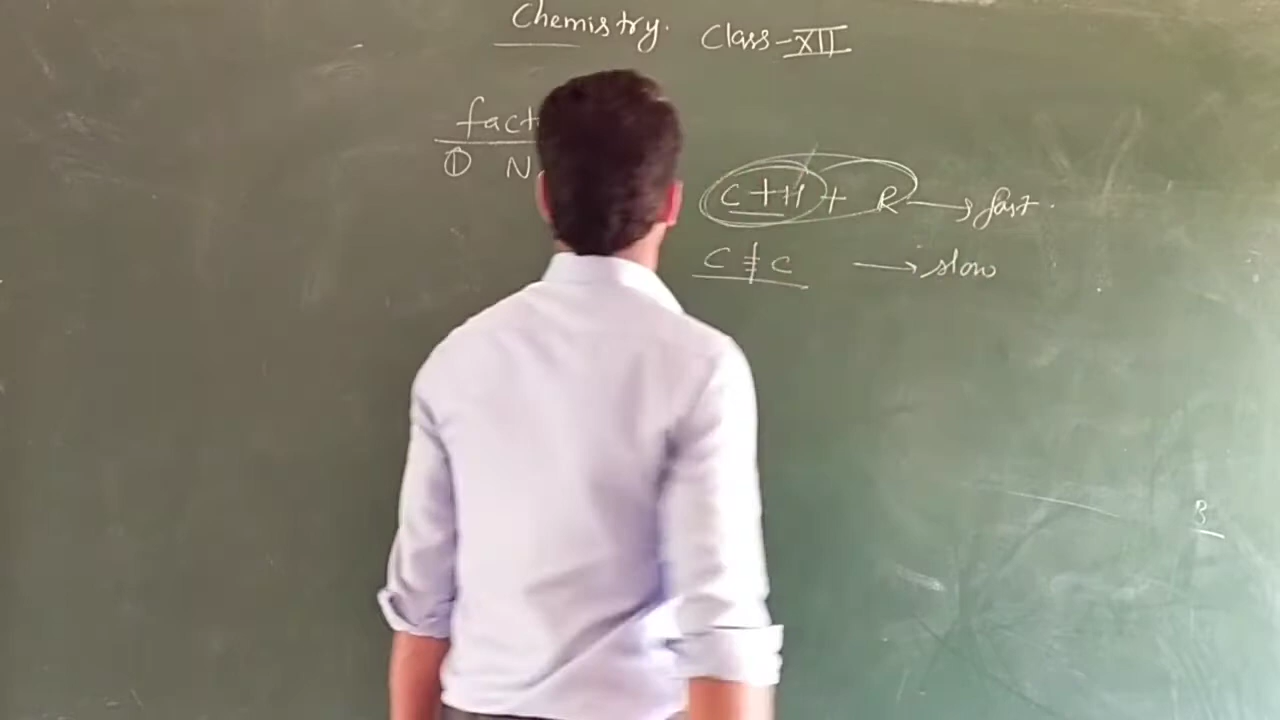 Chemistry. Class-XII
fact
① N
C + H + R → fast.
C ‡ C → slow